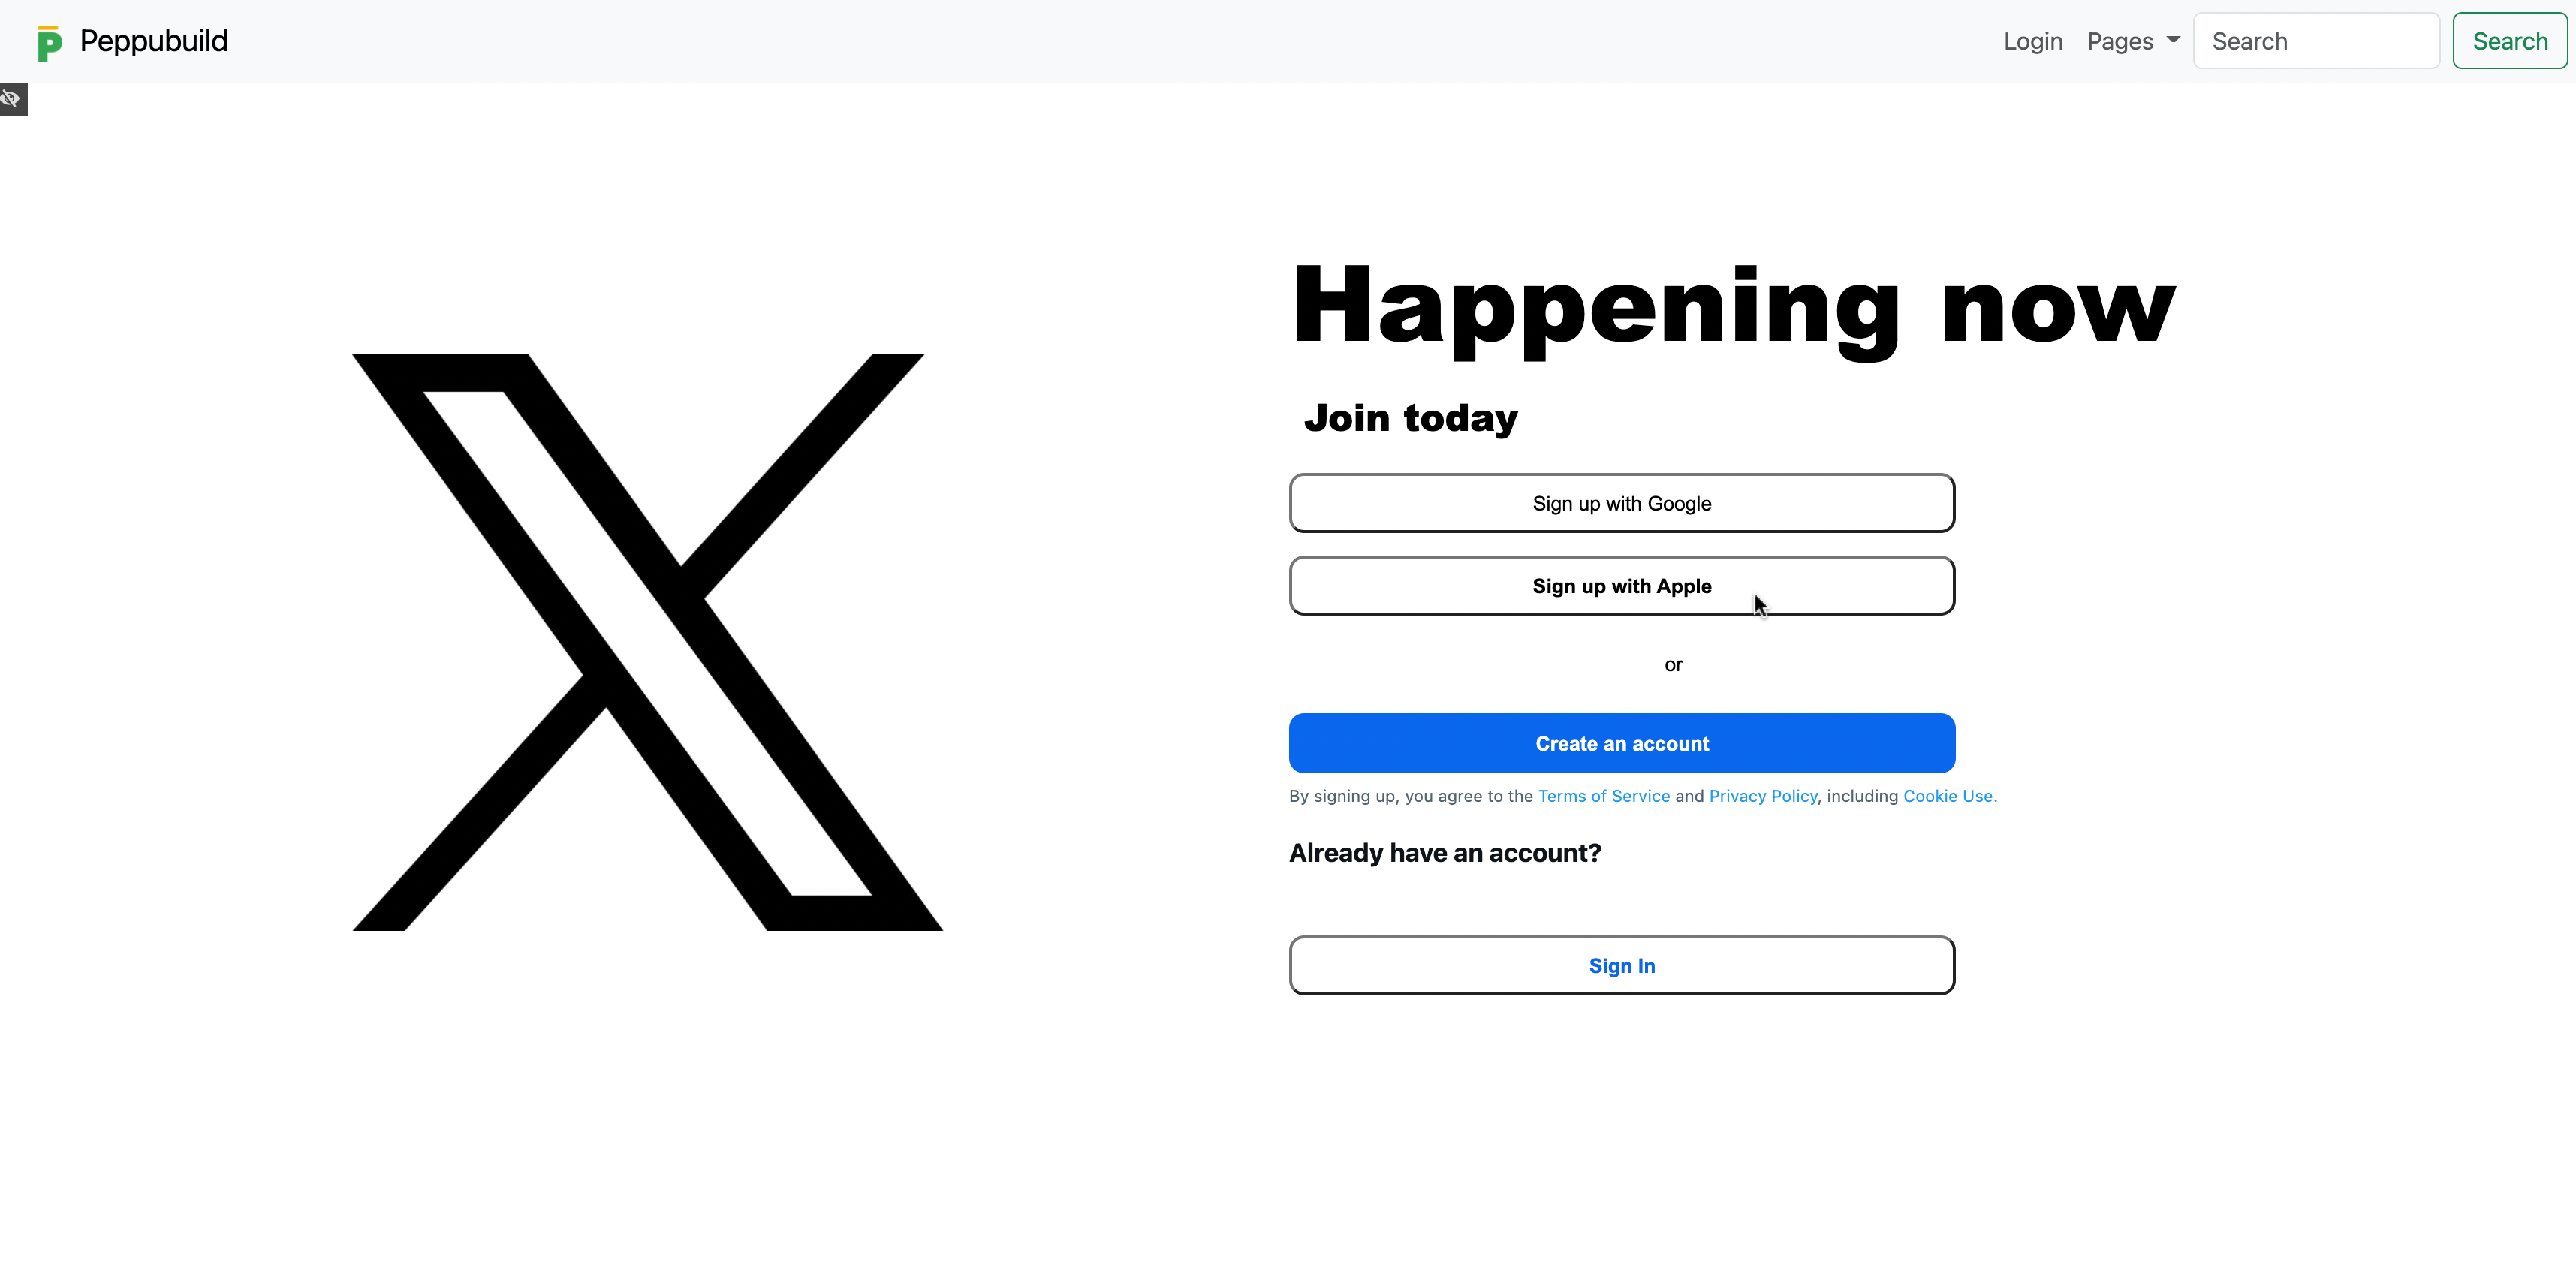 Peppubuild
Login Pages Search Search
Happening now
Join today
Sign up with Google
Sign up with Apple
or
Create an account
By signing up, you agree to the Terms of Service and Privacy Policy, including Cookie Use.
Already have an account?
Sign In